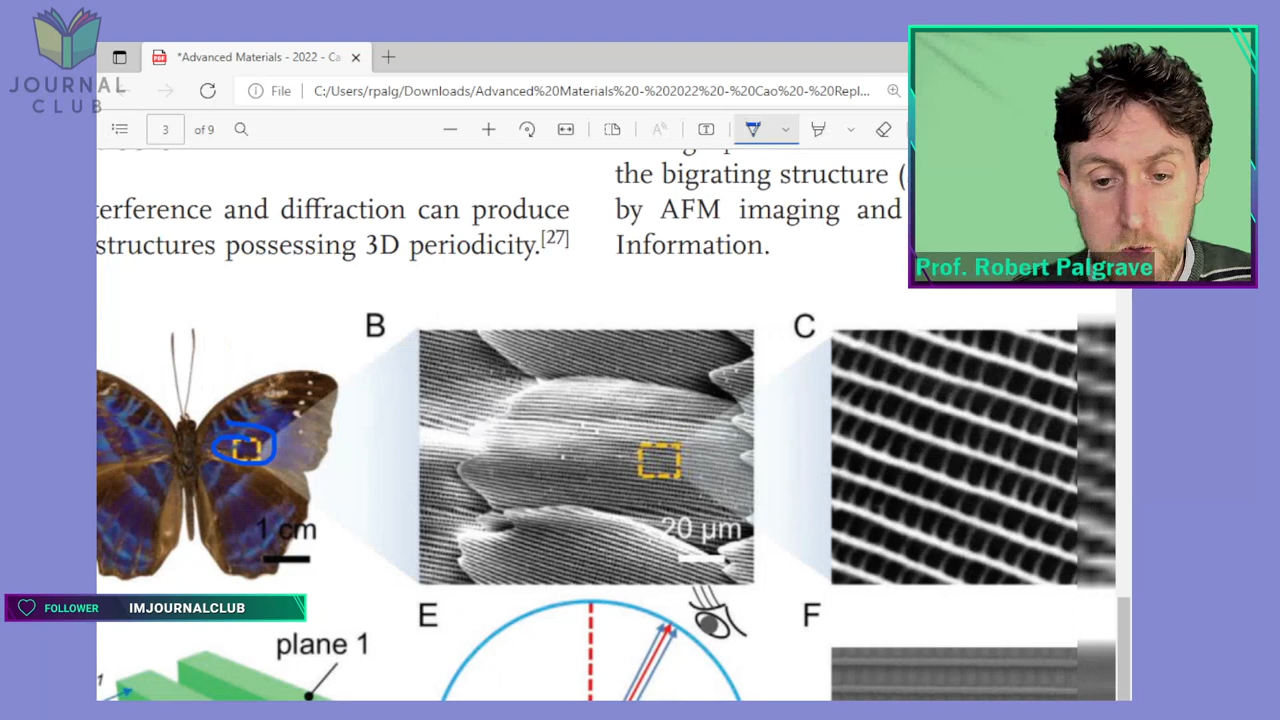 JOURNAL
CLUB
*Advanced Materials - 2022 - Ca
File
C:/Users/rpalg/Downloads/Advanced%20Materials%20-%202022%20-%20Cao%20-%20Repl...
3
of 9
the bigrating structure (
terference and diffraction can produce
by AFM imaging and
structures possessing 3D periodicity.[27]
Information.
Prof. Robert Palgrave
B
C
1 cm
20 µm
FOLLOWER
IMJOURNALCLUB
E
F
plane 1
1